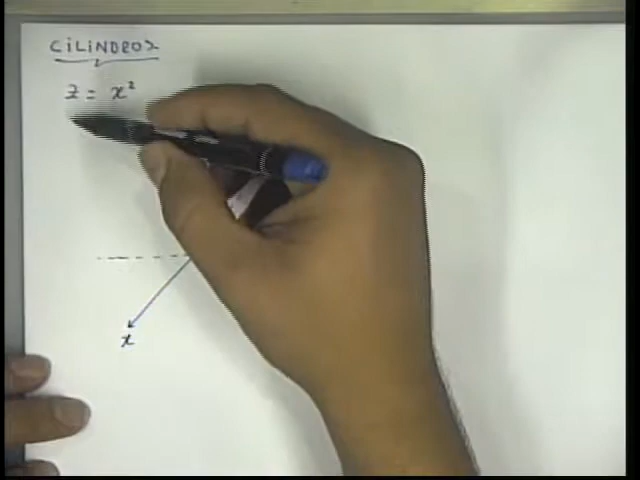 CILINDROS
z = x²
x